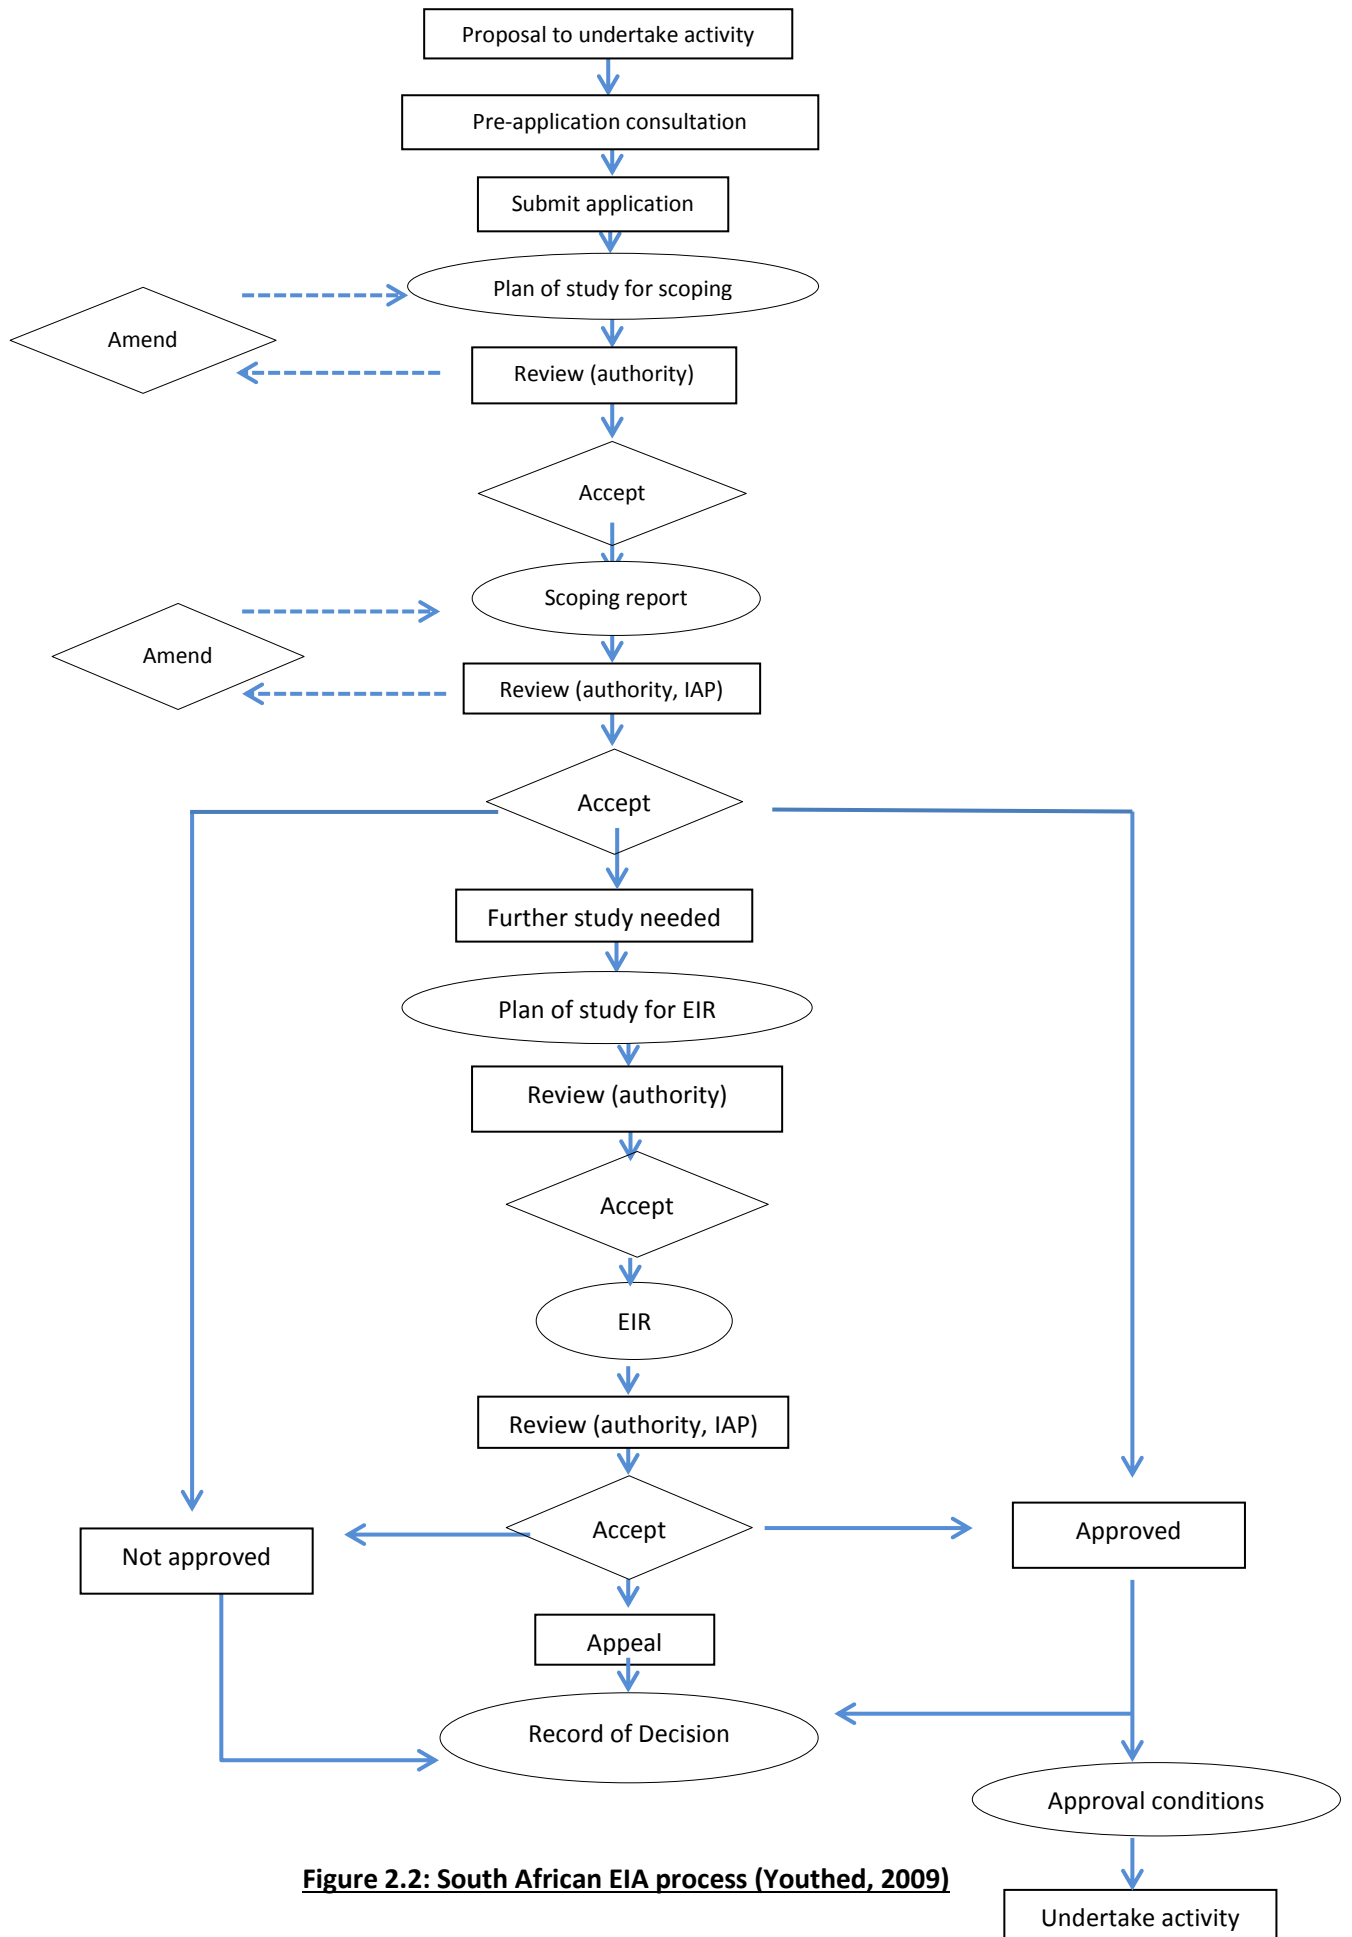 Proposal to undertake activity
Pre-application consultation
Submit application
Plan of study for scoping
Amend
Review (authority)
Accept
Scoping report
Amend
Review (authority, IAP)
Accept
Further study needed
Plan of study for EIR
Review (authority)
Accept
EIR
Review (authority, IAP)
Accept
Approved
Not approved
Appeal
Record of Decision
Approval conditions
Figure 2.2: South African EIA process (Youthed, 2009)
Undertake activity